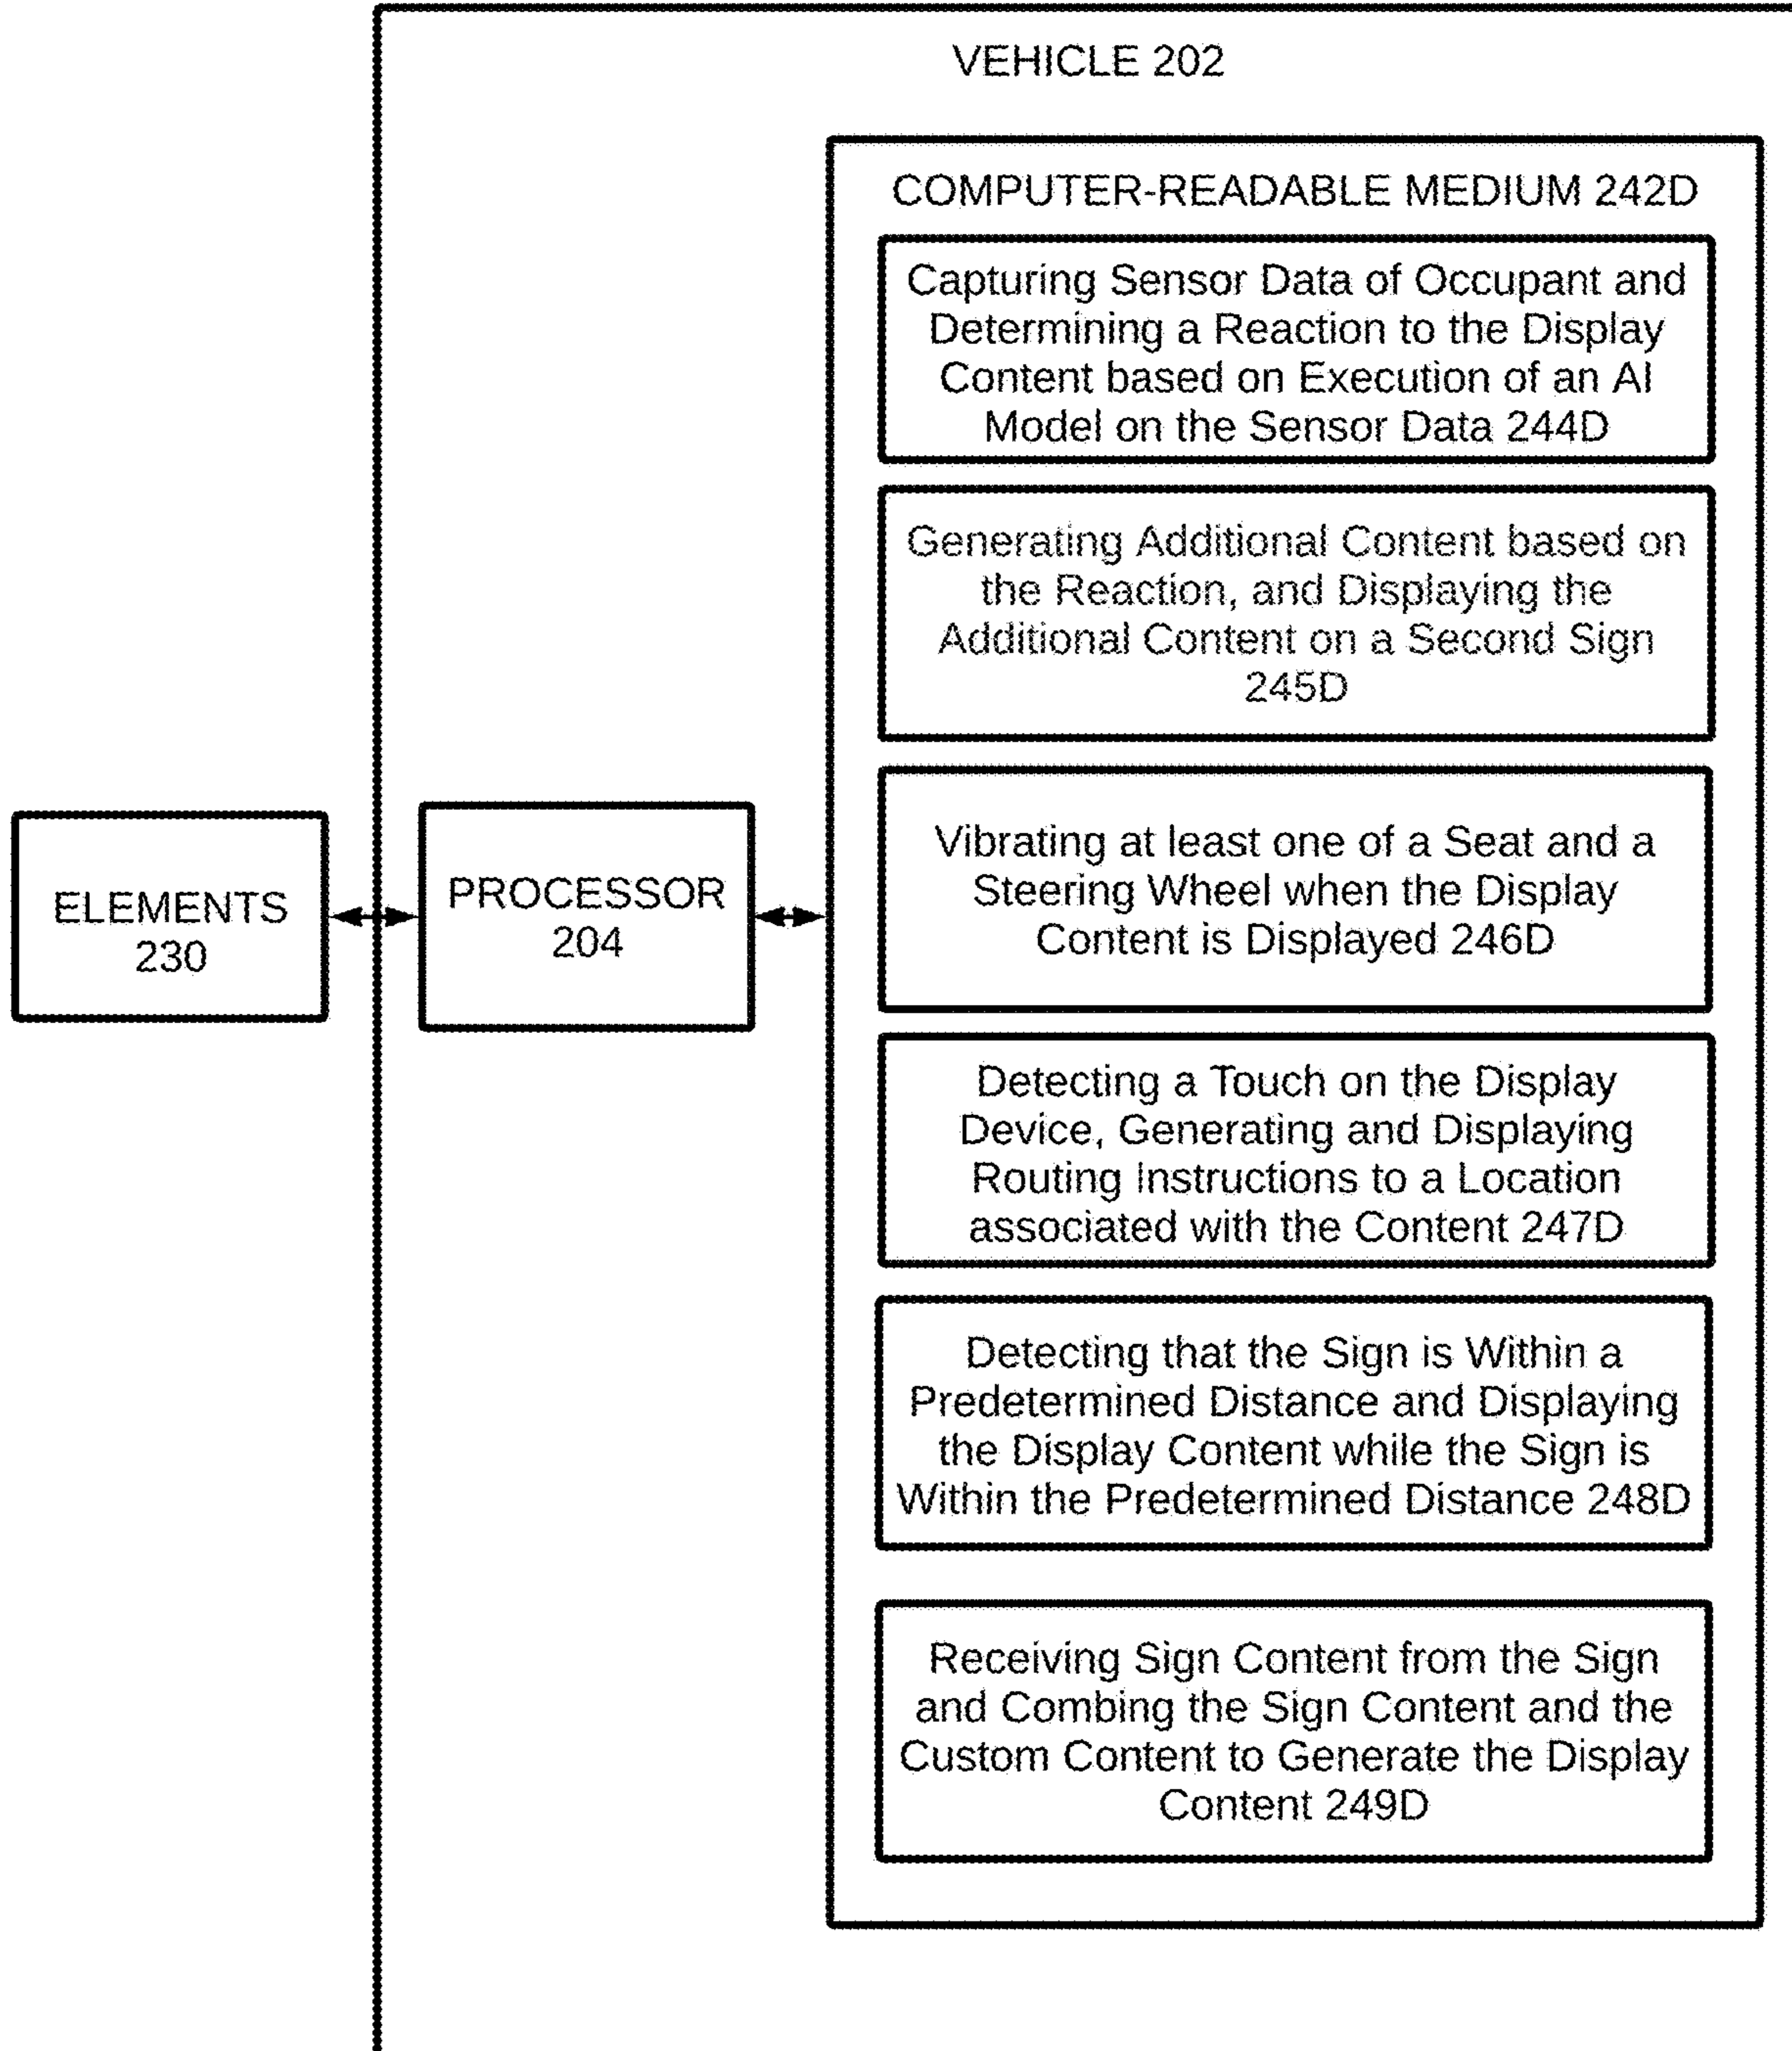 VEHICLE 202
COMPUTER-READABLE MEDIUM 242D
Capturing Sensor Data of Occupant and
Determining a Reaction to the Display
Content based on Execution of an AI
Model on the Sensor Data 244D
Generating Additional Content based on
the Reaction, and Displaying the
Additional Content on a Second Sign
245D
Vibrating at least one of a Seat and a
Steering Wheel when the Display
Content is Displayed 246D
ELEMENTS
230
PROCESSOR
204
Detecting a Touch on the Display
Device, Generating and Displaying
Routing Instructions to a Location
associated with the Content 247D
Detecting that the Sign is Within a
Predetermined Distance and Displaying
the Display Content while the Sign is
Within the Predetermined Distance 248D
Receiving Sign Content from the Sign
and Combing the Sign Content and the
Custom Content to Generate the Display
Content 249D